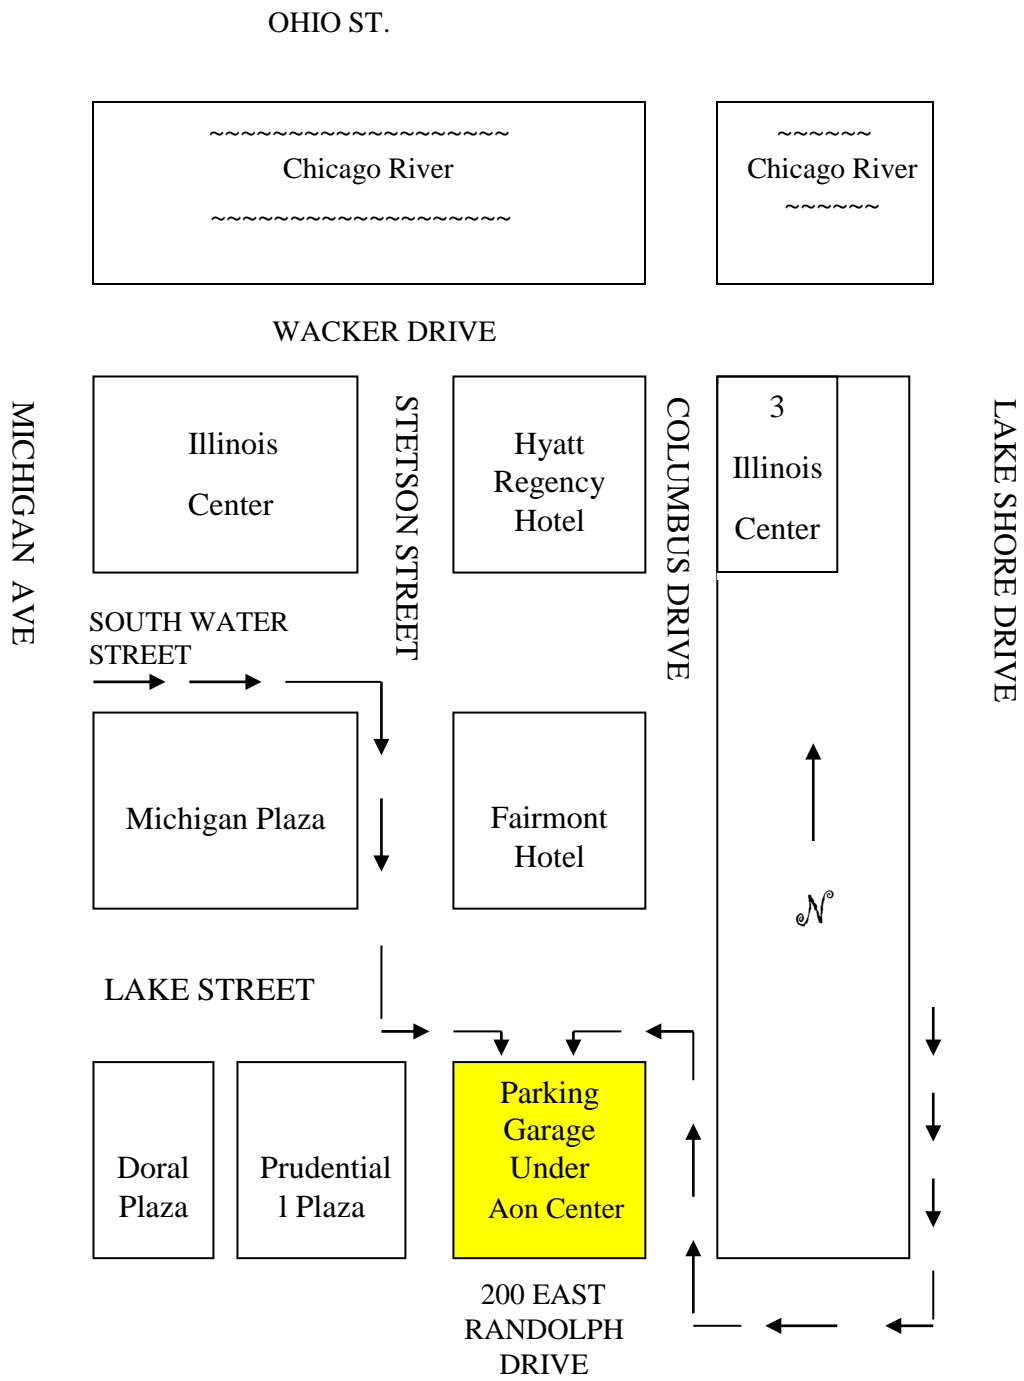 OHIO ST.
~~~~~~~~~~~~~~~~~~~
Chicago River
~~~~~~~~~~~~~~~~~~~
~~~~~~
Chicago River
~~~~~~
WACKER DRIVE
MICHIGAN AVE
Illinois
Center
STETSON STREET
Hyatt
Regency
Hotel
COLUMBUS DRIVE
3
Illinois
Center
LAKE SHORE DRIVE
SOUTH WATER
STREET
Michigan Plaza
Fairmont
Hotel
N
LAKE STREET
Doral
Plaza
Prudential
l Plaza
Parking
Garage
Under
Aon Center
200 EAST
RANDOLPH
DRIVE